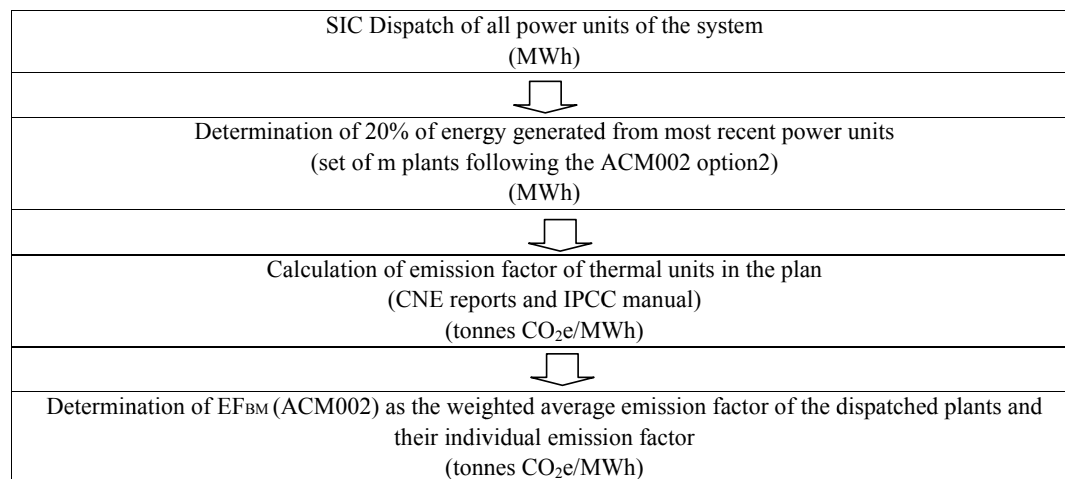 SIC Dispatch of all power units of the system
(MWh)
Determination of 20% of energy generated from most recent power units
(set of m plants following the ACM002 option2)
(MWh)
Calculation of emission factor of thermal units in the plan
(CNE reports and IPCC manual)
(tonnes CO₂e/MWh)
Determination of EFBM (ACM002) as the weighted average emission factor of the dispatched plants and
their individual emission factor
(tonnes CO₂e/MWh)